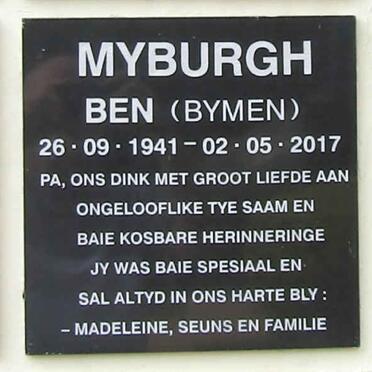 MYBURGH
BEN (BYMEN)
26 · 09 · 1941 – 02 · 05 · 2017
PA, ONS DINK MET GROOT LIEFDE AAN
ONGELOOFLIKE TYE SAAM EN
BAIE KOSBARE HERINNERINGE
JY WAS BAIE SPESIAAL EN
SAL ALTYD IN ONS HARTE BLY :
– MADELEINE, SEUNS EN FAMILIE